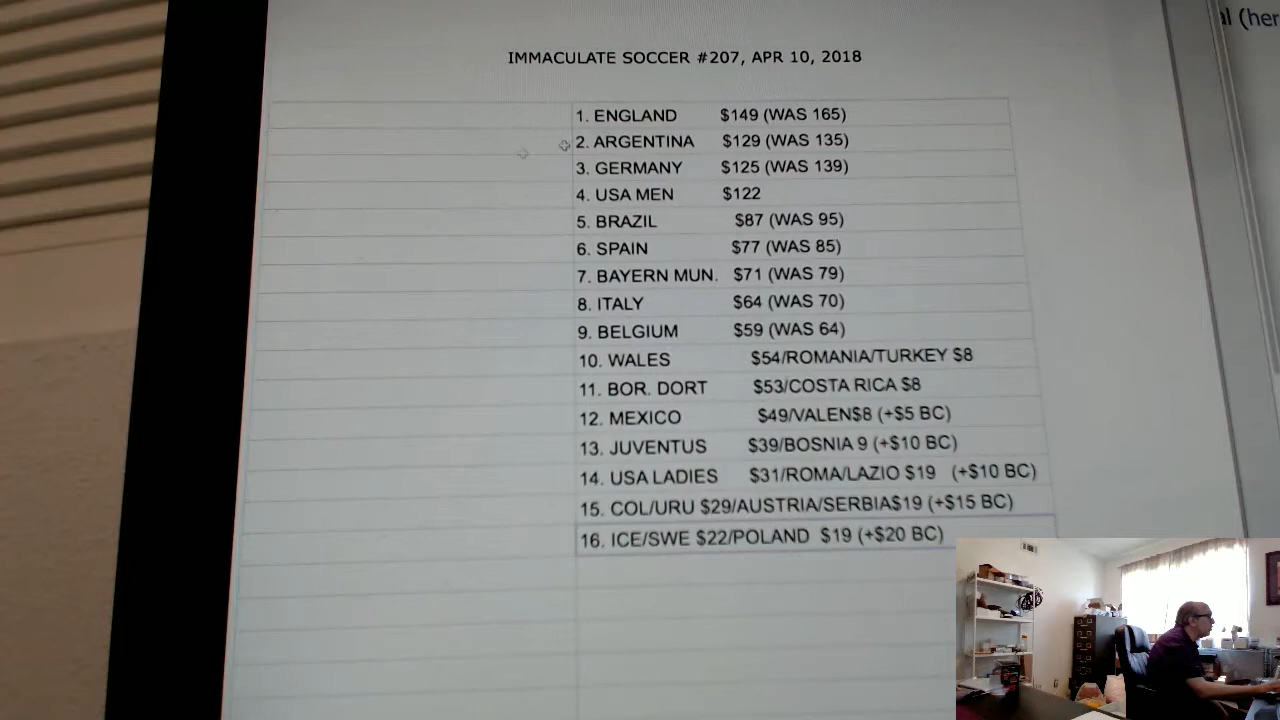 al (her
IMMACULATE SOCCER #207, APR 10, 2018
1. ENGLAND $149 (WAS 165)
2. ARGENTINA $129 (WAS 135)
3. GERMANY $125 (WAS 139)
4. USA MEN $122
5. BRAZIL $87 (WAS 95)
6. SPAIN $77 (WAS 85)
7. BAYERN MUN. $71 (WAS 79)
8. ITALY $64 (WAS 70)
9. BELGIUM $59 (WAS 64)
10. WALES $54/ROMANIA/TURKEY $8
11. BOR. DORT $53/COSTA RICA $8
12. MEXICO $49/VALEN$8 (+$5 BC)
13. JUVENTUS $39/BOSNIA 9 (+$10 BC)
14. USA LADIES $31/ROMA/LAZIO $19 (+$10 BC)
15. COL/URU $29/AUSTRIA/SERBIA$19 (+$15 BC)
16. ICE/SWE $22/POLAND $19 (+$20 BC)